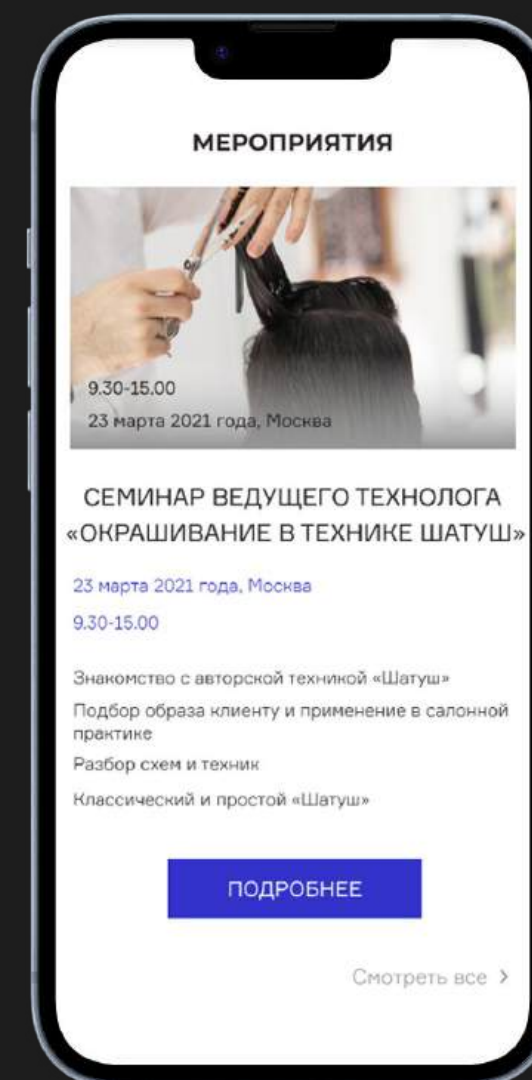 МЕРОПРИЯТИЯ
9.30-15.00
23 марта 2021 года, Москва
СЕМИНАР ВЕДУЩЕГО ТЕХНОЛОГА
«ОКРАШИВАНИЕ В ТЕХНИКЕ ШАТУШ»
23 марта 2021 года, Москва
9.30-15.00
Знакомство с авторской техникой «Шатуш»
Подбор образа клиенту и применение в салонной
практике
Разбор схем и техник
Классический и простой «Шатуш»
ПОДРОБНЕЕ
Смотреть все >